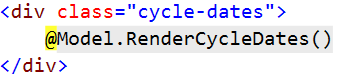 <div class="cycle-dates">
@Model.RenderCycleDates()
</div>